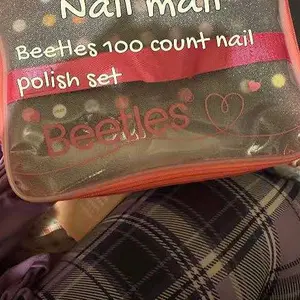 Nail mail
Beetles 100 count nail
polish set
Beetles